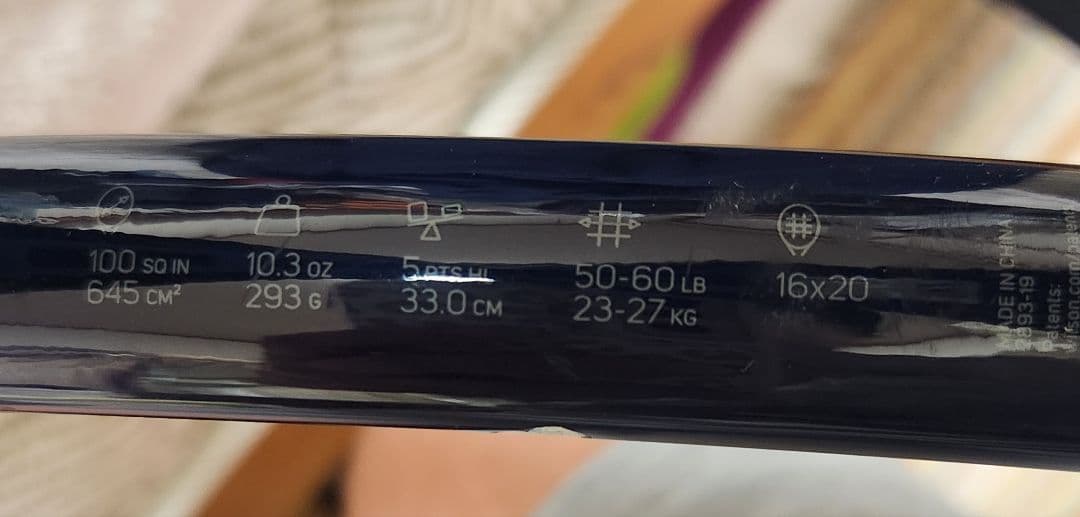 100 SQ IN
645 CM²
10.3 OZ
293 G
5 PTS HL
33.0 CM
50-60 LB
23-27 KG
16x20
MADE IN CHINA
Patents: